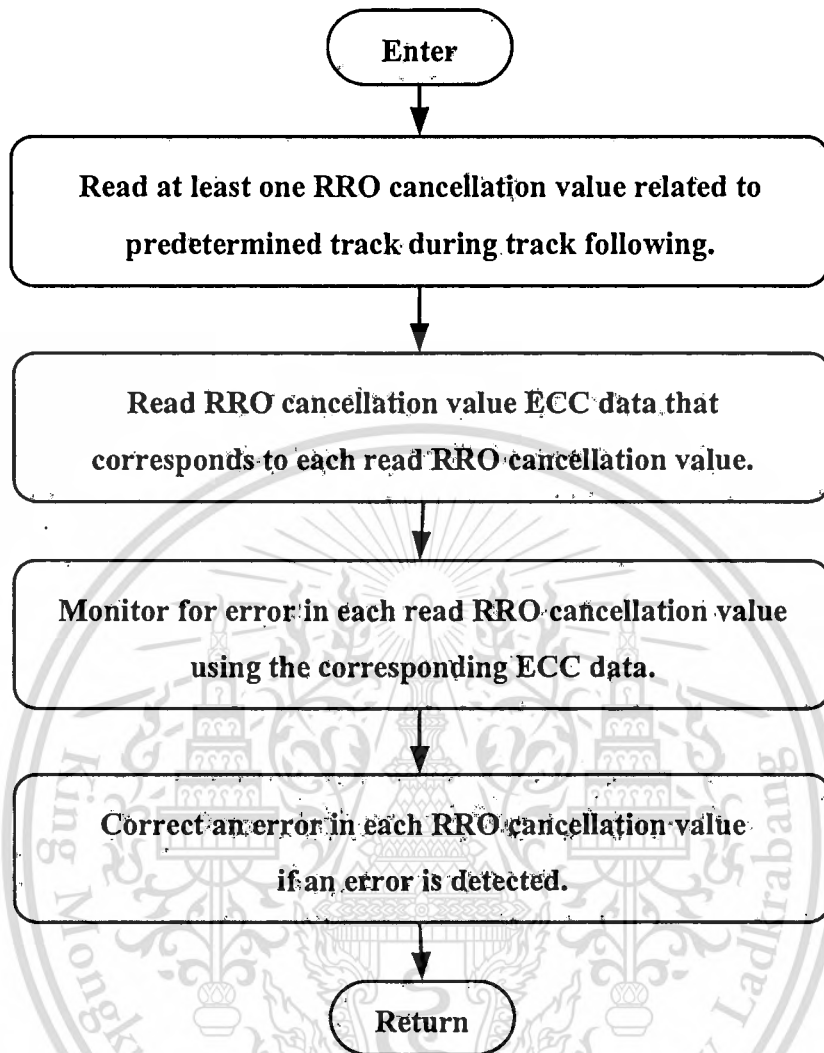 Enter
Read at least one RRO cancellation value related to
predetermined track during track following.
Read RRO cancellation value ECC data that
corresponds to each read RRO cancellation value.
Monitor for error in each read RRO cancellation value
using the corresponding ECC data.
Correct an error in each RRO cancellation value
if an error is detected.
Return
King Mongku
Ladkrabang